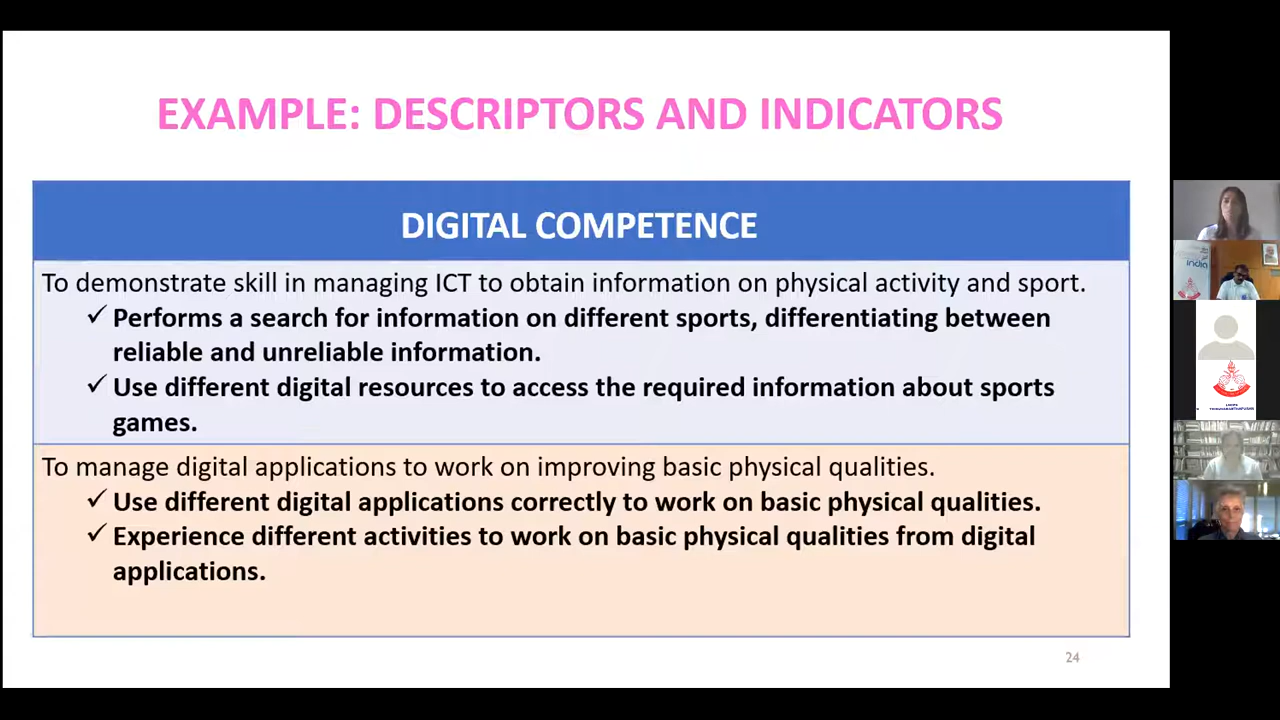 EXAMPLE: DESCRIPTORS AND INDICATORS
DIGITAL COMPETENCE
To demonstrate skill in managing ICT to obtain information on physical activity and sport.
✓ Performs a search for information on different sports, differentiating between
reliable and unreliable information.
✓ Use different digital resources to access the required information about sports
games.
To manage digital applications to work on improving basic physical qualities.
✓ Use different digital applications correctly to work on basic physical qualities.
✓ Experience different activities to work on basic physical qualities from digital
applications.
24
india